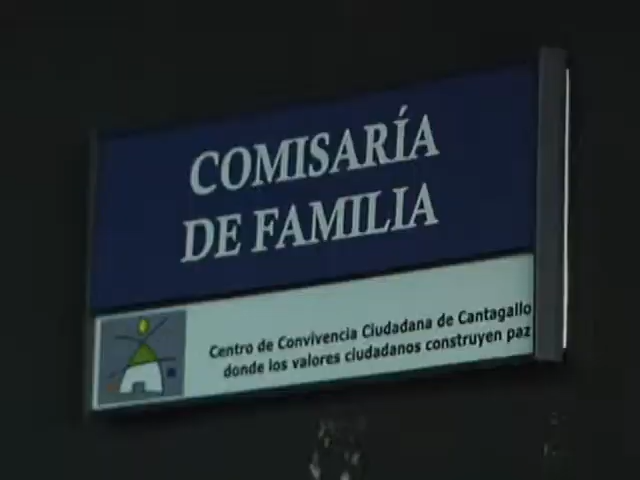 COMISARÍA
DE FAMILIA
Centro de Convivencia Ciudadana de Cantagallo
donde los valores ciudadanos construyen paz